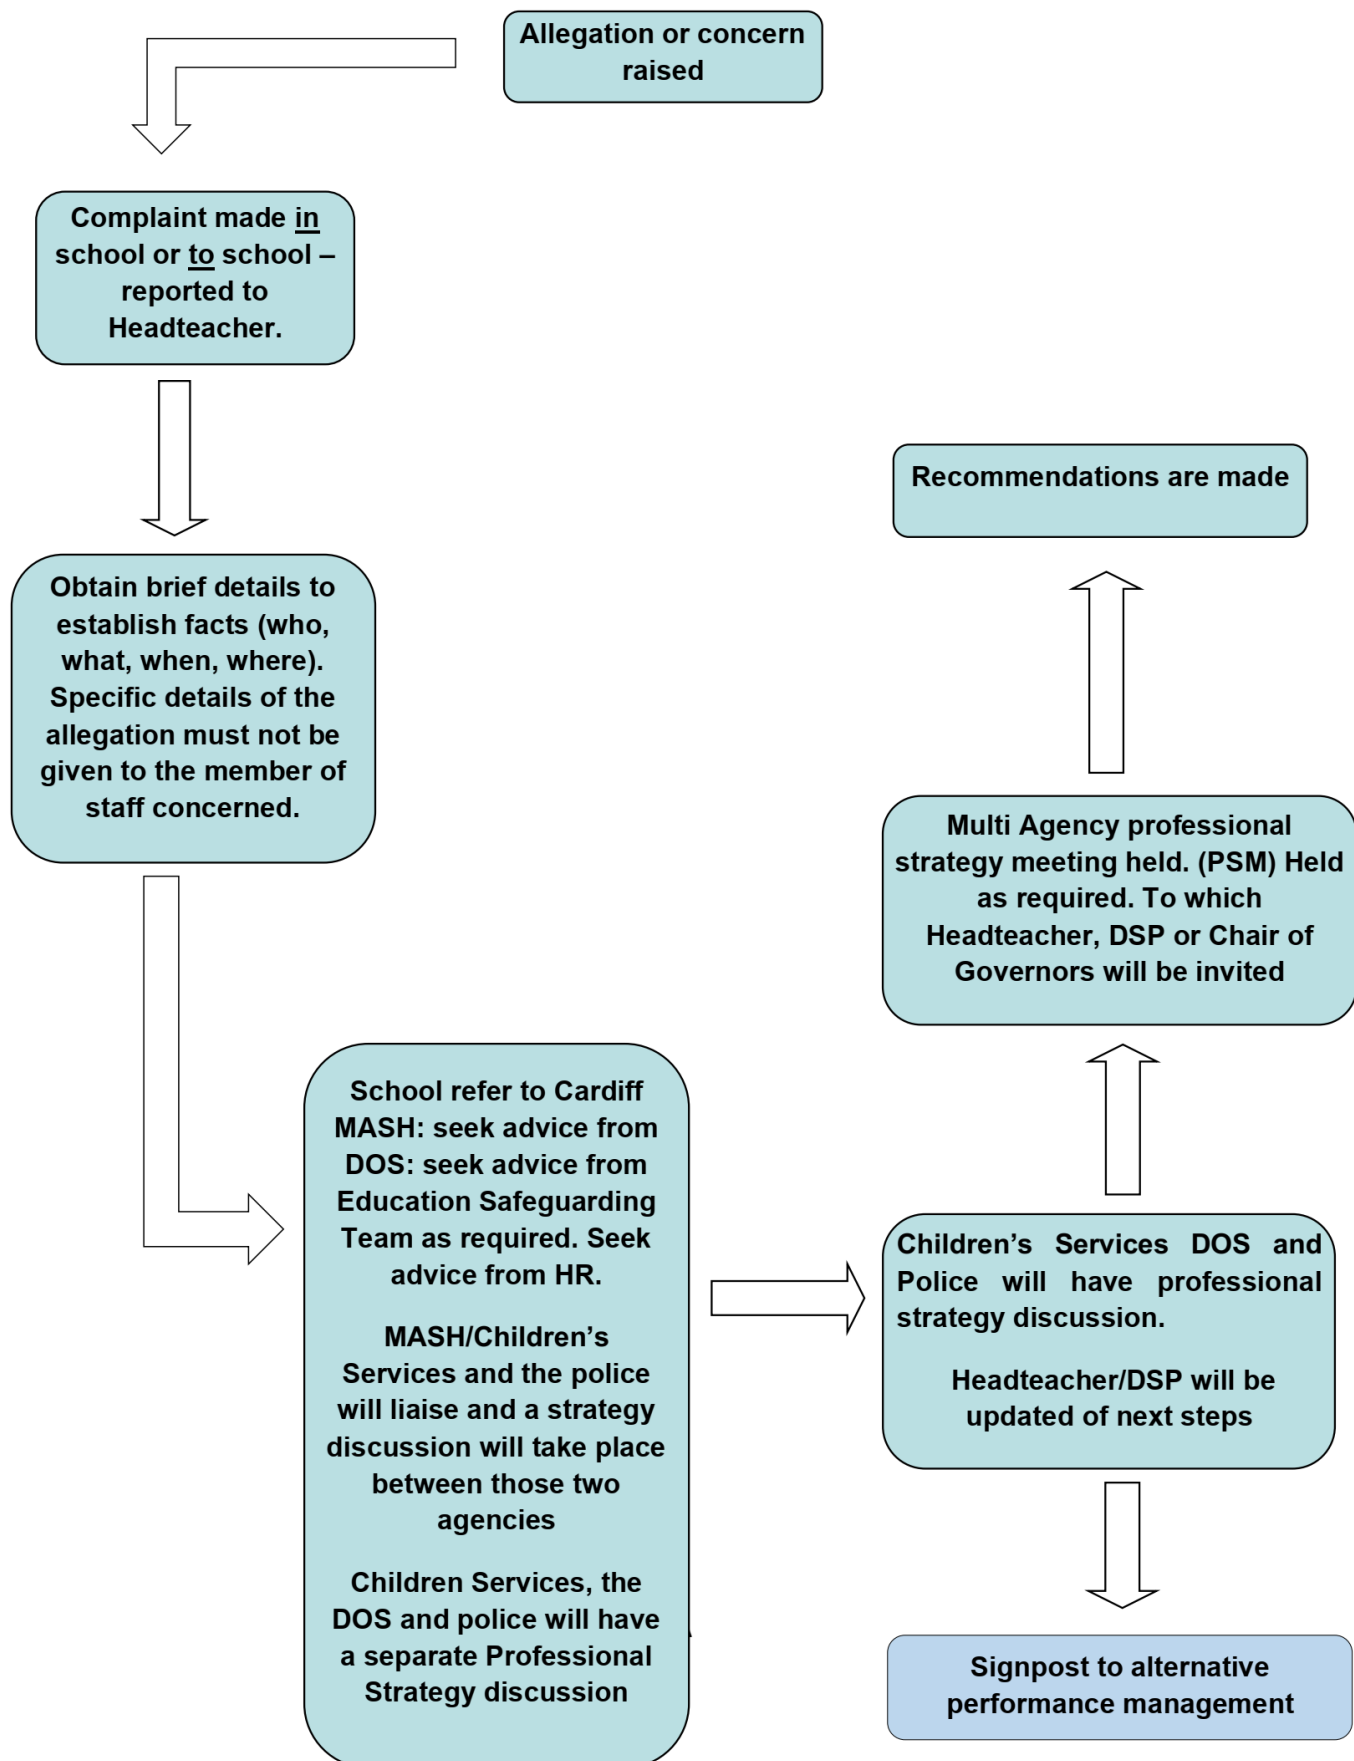 Allegation or concern
raised
Complaint made in
school or to school –
reported to
Headteacher.
Obtain brief details to
establish facts (who,
what, when, where).
Specific details of the
allegation must not be
given to the member of
staff concerned.
School refer to Cardiff
MASH: seek advice from
DOS: seek advice from
Education Safeguarding
Team as required. Seek
advice from HR.
MASH/Children’s
Services and the police
will liaise and a strategy
discussion will take place
between those two
agencies
Children Services, the
DOS and police will have
a separate Professional
Strategy discussion
Children’s Services DOS and
Police will have professional
strategy discussion.
Headteacher/DSP will be
updated of next steps
Multi Agency professional
strategy meeting held. (PSM) Held
as required. To which
Headteacher, DSP or Chair of
Governors will be invited
Recommendations are made
Signpost to alternative
performance management